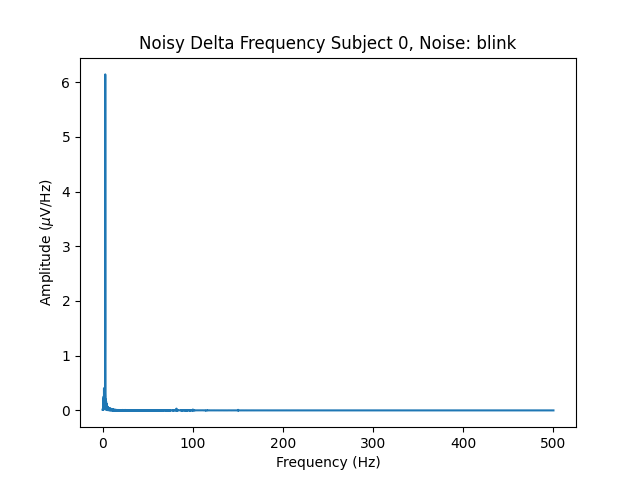 Noisy Delta Frequency Subject 0, Noise: blink
6
5
4
3
2
1
0
Amplitude (μV/Hz)
0 100 200 300 400 500
Frequency (Hz)